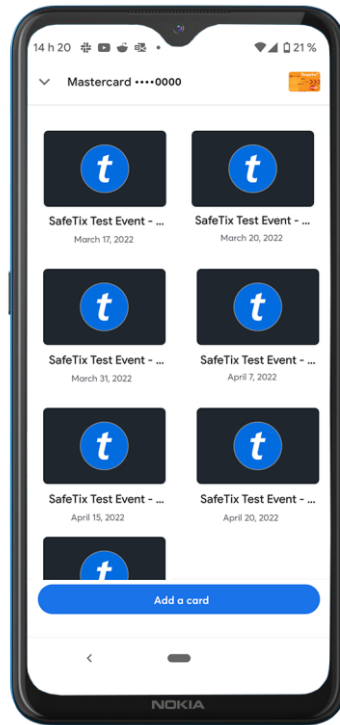 14 h 20
21 %
Mastercard ••••0000
t
t
SafeTix Test Event - ...
SafeTix Test Event - ...
March 17, 2022
March 20, 2022
t
t
SafeTix Test Event - ...
SafeTix Test Event - ...
March 31, 2022
April 7, 2022
t
t
SafeTix Test Event - ...
SafeTix Test Event - ...
April 15, 2022
April 20, 2022
t
Add a card
NOKIA